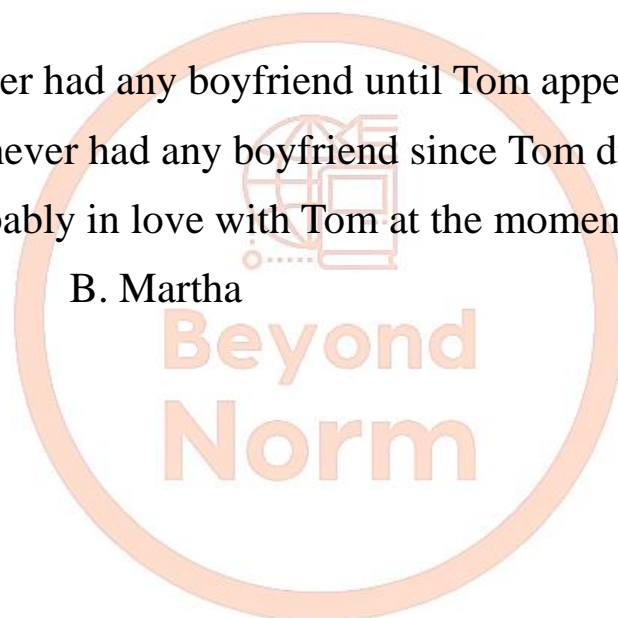 er had any boyfriend until Tom appe
never had any boyfriend since Tom d
bably in love with Tom at the momen
B. Martha
Beyond
Norm